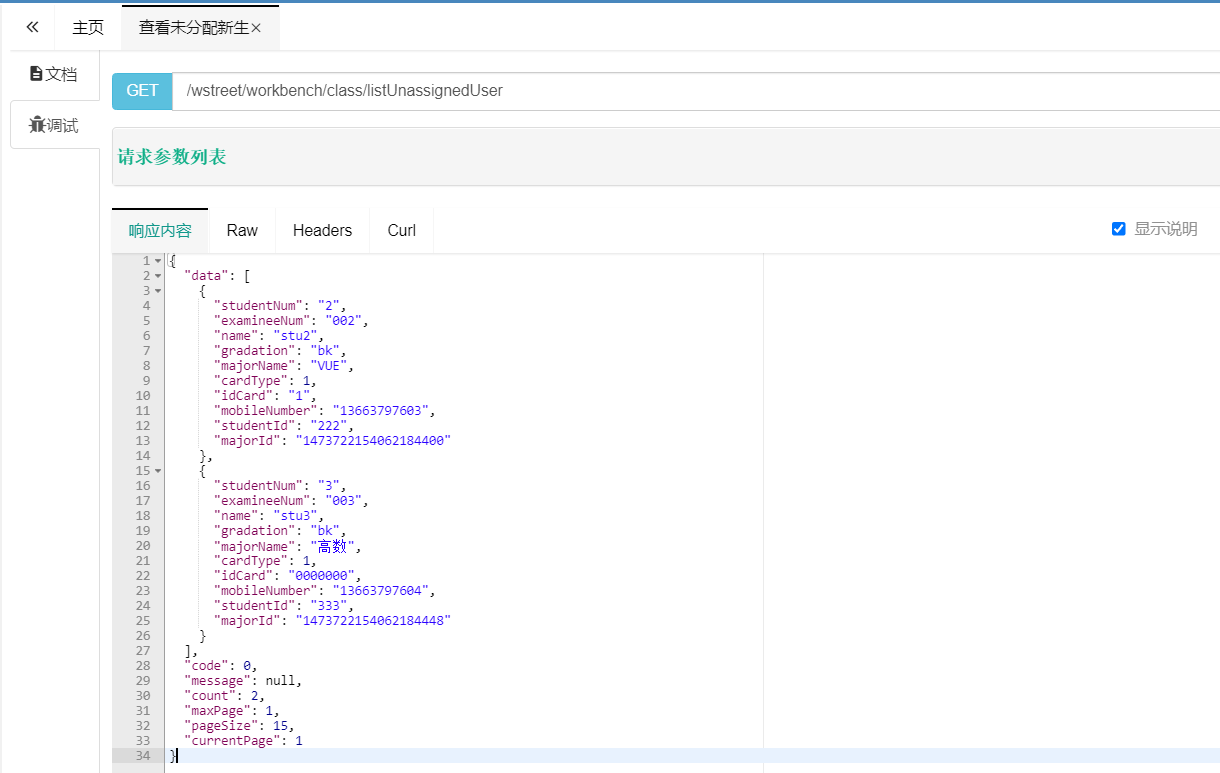 主页 查看未分配新生×
文档
调试
GET /wstreet/workbench/class/listUnassignedUser
请求参数列表
响应内容 Raw Headers Curl 显示说明
1 {
2 "data": [
3 {
4 "studentNum": "2",
5 "examineeNum": "002",
6 "name": "stu2",
7 "gradation": "bk",
8 "majorName": "VUE",
9 "cardType": 1,
10 "idCard": "1",
11 "mobileNumber": "13663797603",
12 "studentId": "222",
13 "majorId": "1473722154062184400"
14 },
15 {
16 "studentNum": "3",
17 "examineeNum": "003",
18 "name": "stu3",
19 "gradation": "bk",
20 "majorName": "高数",
21 "cardType": 1,
22 "idCard": "0000000",
23 "mobileNumber": "13663797604",
24 "studentId": "333",
25 "majorId": "1473722154062184448"
26 }
27 ],
28 "code": 0,
29 "message": null,
30 "count": 2,
31 "maxPage": 1,
32 "pageSize": 15,
33 "currentPage": 1
34 }